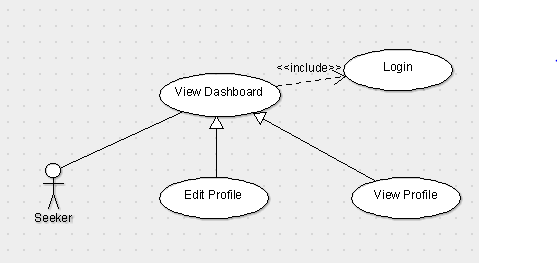 <<include>>
Login
View Dashboard
Edit Profile
View Profile
Seeker